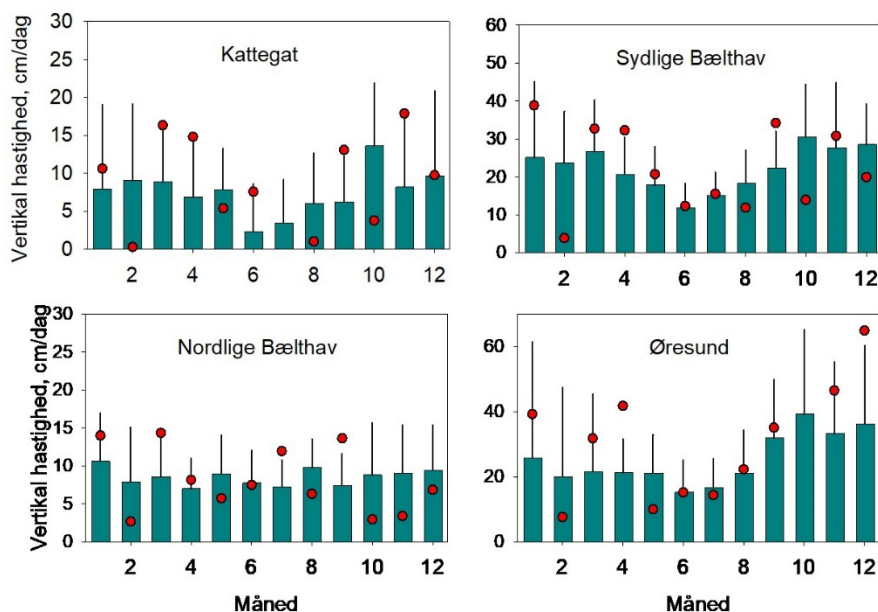 Kattegat
Vertikal hastighed, cm/dag
30
25
20
15
10
5
0
2 4 6 8 10 12
Sydlige Bælthav
60
50
40
30
20
10
0
2 4 6 8 10 12
Nordlige Bælthav
Vertikal hastighed, cm/dag
30
25
20
15
10
5
0
2 4 6 8 10 12
Måned
Øresund
60
40
20
0
2 4 6 8 10 12
Måned